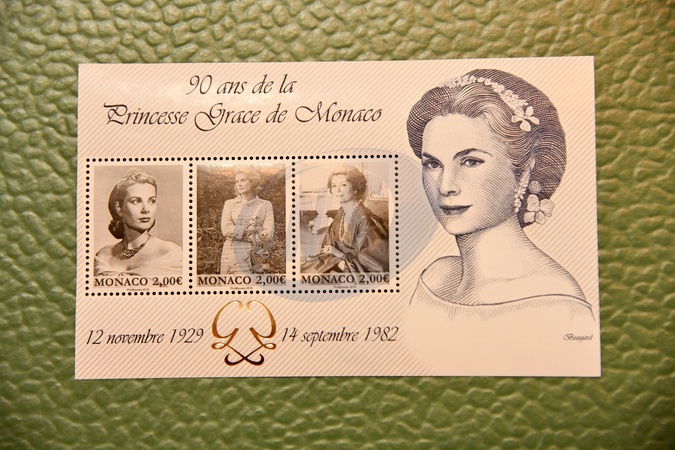 90 ans de la
Princesse Grace de Monaco
MONACO 2,00€
MONACO 2,00€
MONACO 2,00€
12 novembre 1929
14 septembre 1982
Beaujard